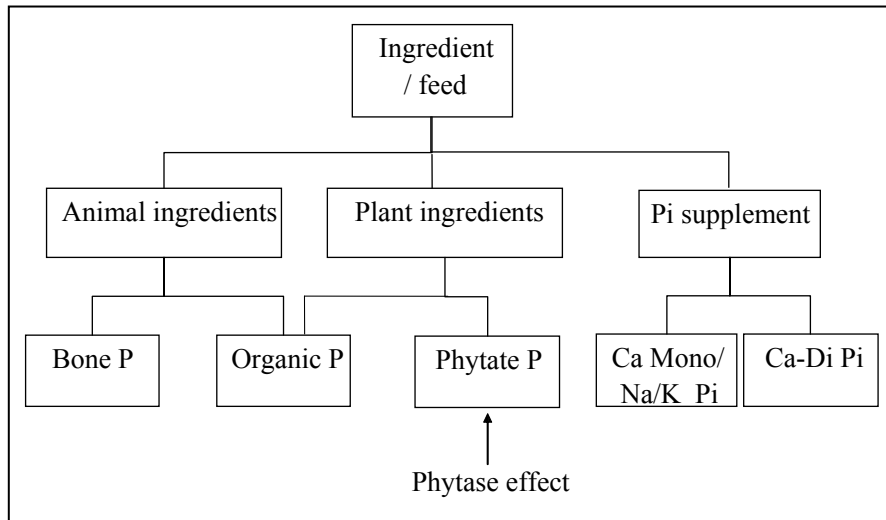 Ingredient
/ feed
Animal ingredients
Plant ingredients
Pi supplement
Bone P
Organic P
Phytate P
Ca Mono/
Na/K Pi
Ca-Di Pi
Phytase effect